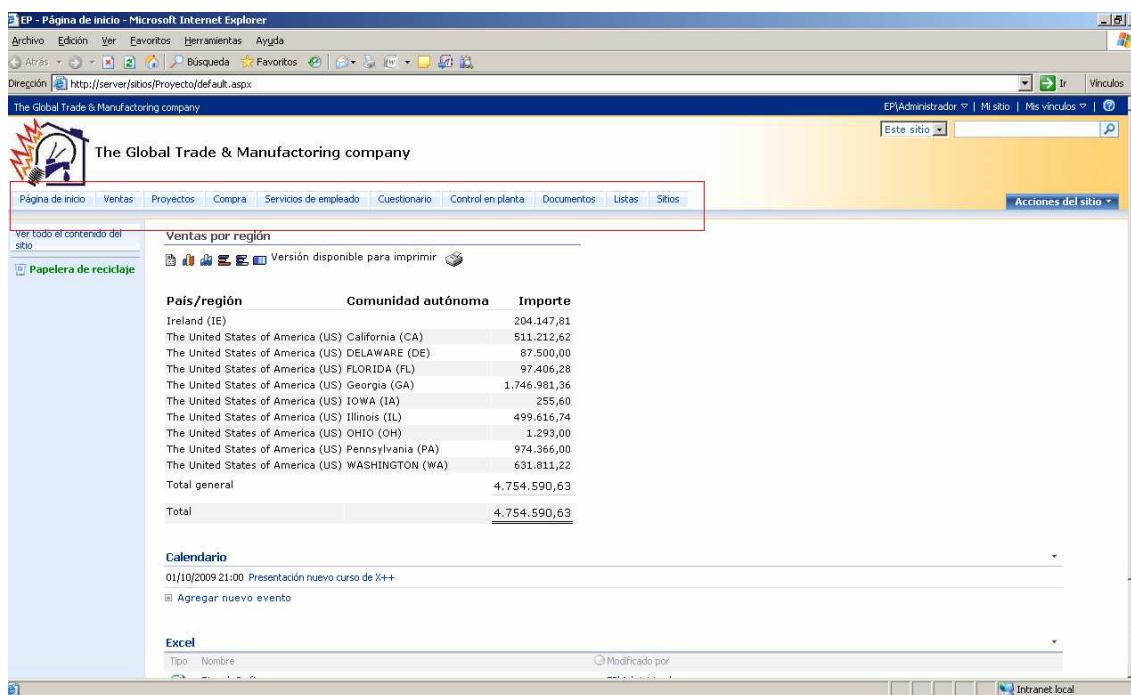 EP - Página de inicio - Microsoft Internet Explorer
Archivo Edición Ver Favoritos Herramientas Ayuda
Atrás Búsqueda Favoritos
Dirección http://server/sitios/Proyecto/default.aspx Ir Vínculos
The Global Trade & Manufactoring company EP\Administrador | Mi sitio | Mis vínculos |
Este sitio
The Global Trade & Manufactoring company
Página de inicio Ventas Proyectos Compra Servicios de empleado Cuestionario Control en planta Documentos Listas Sitios Acciones del sitio
Ver todo el contenido del
sitio
Papelera de reciclaje
Ventas por región
Versión disponible para imprimir
País/región Comunidad autónoma Importe
Ireland (IE) 204.147,81
The United States of America (US) California (CA) 511.212,62
The United States of America (US) DELAWARE (DE) 87.500,00
The United States of America (US) FLORIDA (FL) 97.406,28
The United States of America (US) Georgia (GA) 1.746.981,36
The United States of America (US) IOWA (IA) 255,60
The United States of America (US) Illinois (IL) 499.616,74
The United States of America (US) OHIO (OH) 1.293,00
The United States of America (US) Pennsylvania (PA) 974.366,00
The United States of America (US) WASHINGTON (WA) 631.811,22
Total general 4.754.590,63
Total 4.754.590,63
Calendario
01/10/2009 21:00 Presentación nuevo curso de X++
Agregar nuevo evento
Excel
Tipo Nombre Modificado por
Intranet local